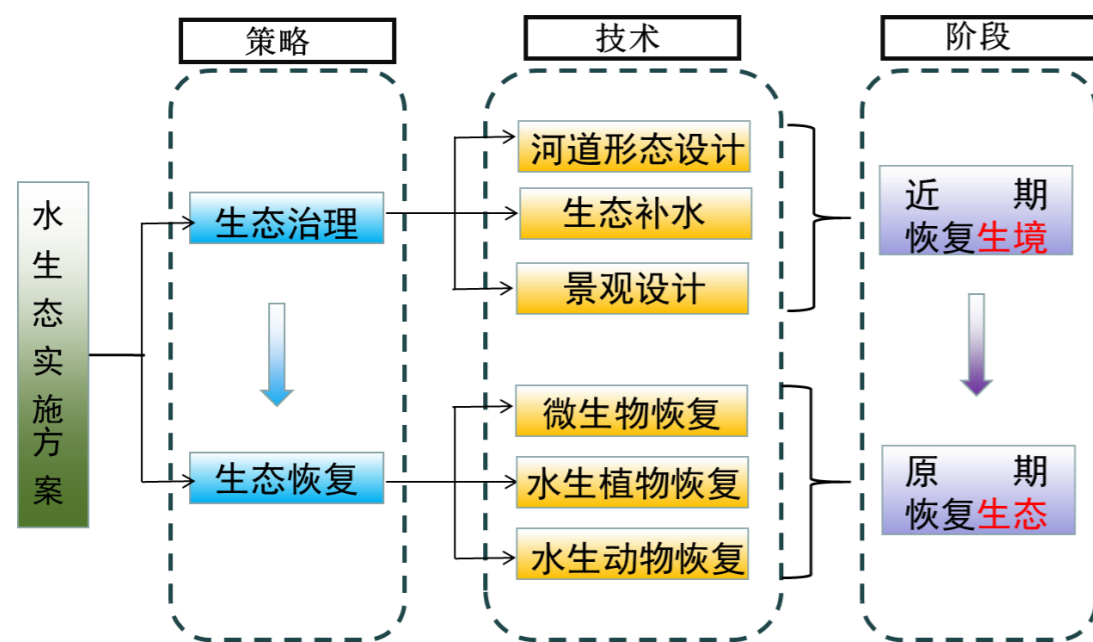 策略
技术
阶段
水生态实施方案
生态治理
生态恢复
河道形态设计
生态补水
景观设计
微生物恢复
水生植物恢复
水生动物恢复
近期
恢复生境
原期
恢复生态